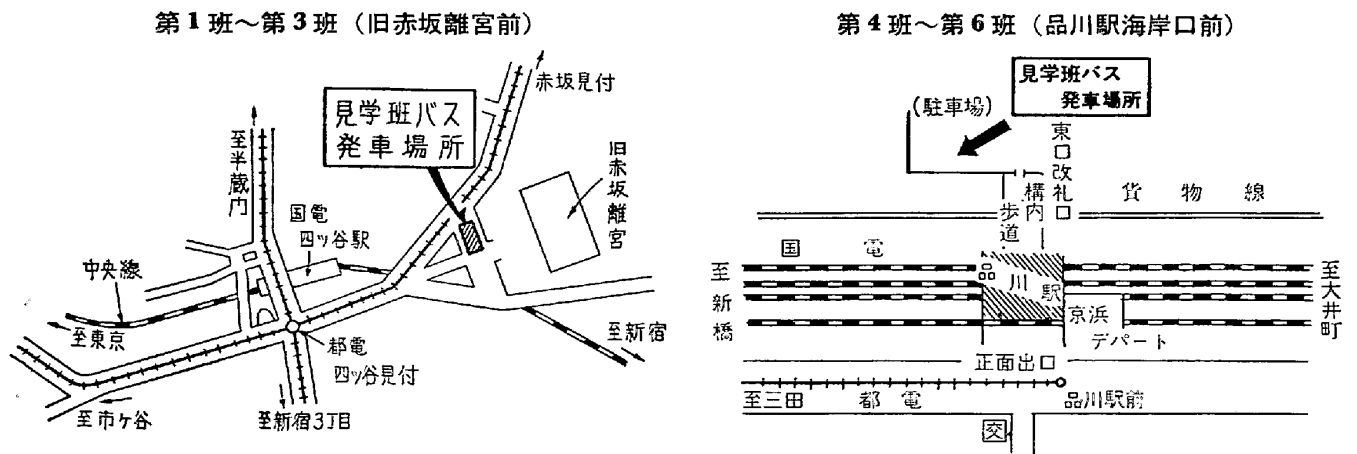 第1班～第3班（旧赤坂離宮前）
赤坂見付
見学班バス
発車場所
至半蔵門
旧赤坂離宮
国電
四ッ谷駅
中央線
至東京
至新宿
都電
四ッ谷見付
至市ヶ谷
至新宿3丁目
第4班～第6班（品川駅海岸口前）
見学班バス
発車場所
（駐車場）
東口改札口
構内
歩道
貨物線
国電
至新橋
品川駅
至大井町
京浜
デパート
正面出口
至三田
都電
品川駅前
交